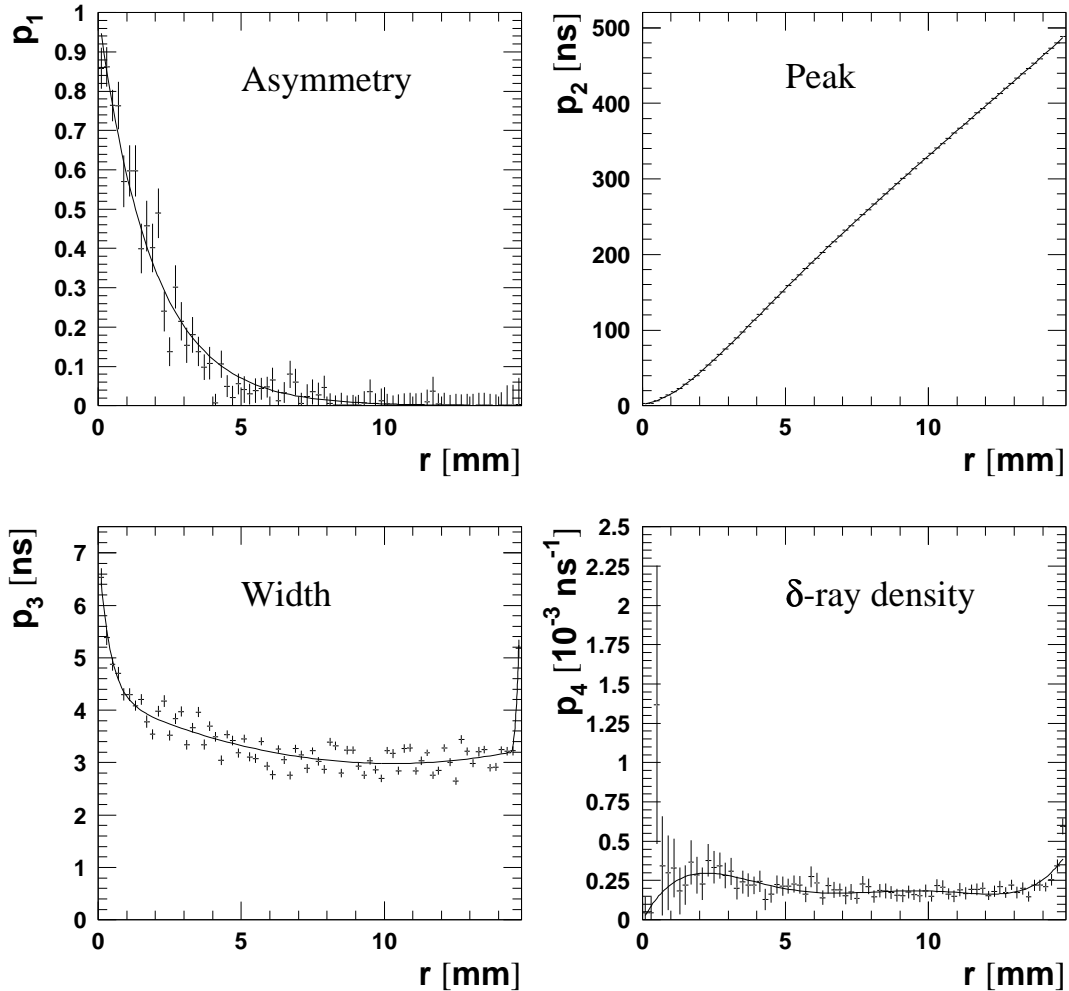 p1
Asymmetry
1
0.9
0.8
0.7
0.6
0.5
0.4
0.3
0.2
0.1
0
0 5 10
r [mm]
p2 [ns]
Peak
500
400
300
200
100
0
0 5 10
r [mm]
p3 [ns]
Width
7
6
5
4
3
2
1
0
0 5 10
r [mm]
p4 [10-3 ns-1]
δ-ray density
2.5
2.25
2
1.75
1.5
1.25
1
0.75
0.5
0.25
0
0 5 10
r [mm]